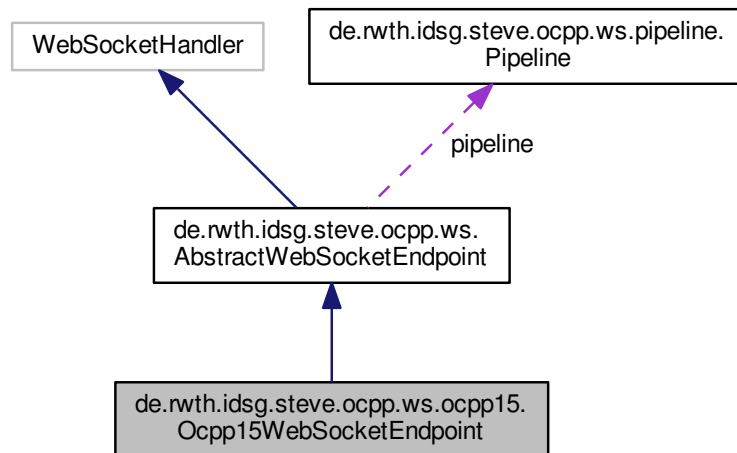 WebSocketHandler
de.rwth.idsg.steve.ocpp.ws.pipeline.
Pipeline
pipeline
de.rwth.idsg.steve.ocpp.ws.
AbstractWebSocketEndpoint
de.rwth.idsg.steve.ocpp.ws.ocpp15.
Ocpp15WebSocketEndpoint